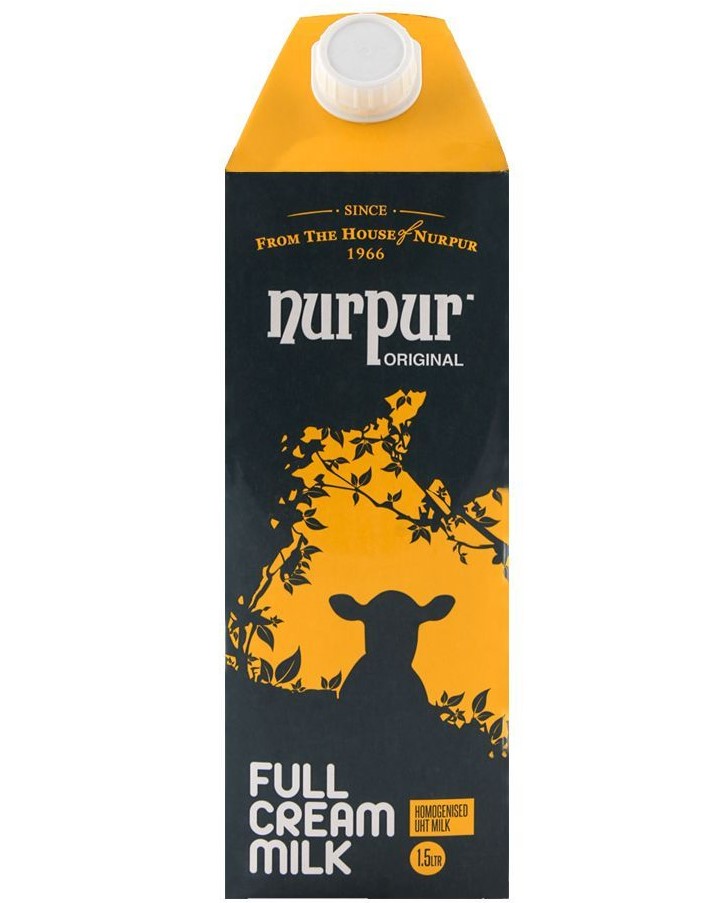 SINCE
FROM THE HOUSE of NURPUR
1966
nurpur
ORIGINAL
FULL
CREAM
MILK
HOMOGENISED
UHT MILK
1.5LTR